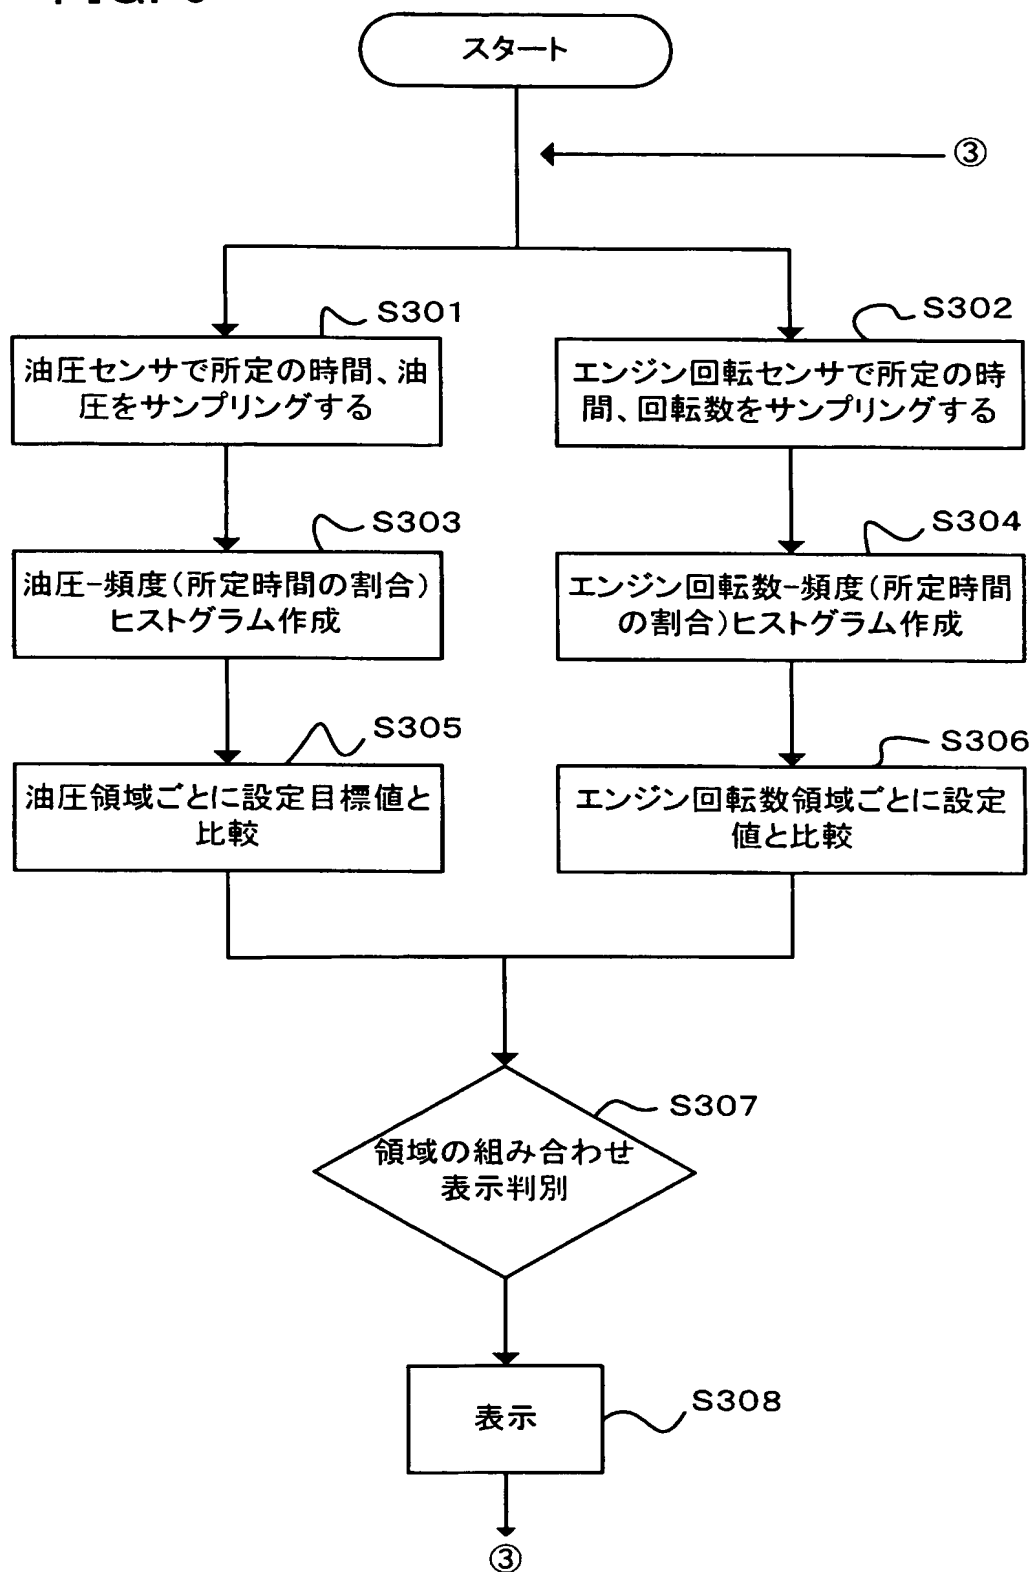 スタート
③
S301
油圧センサで所定の時間、油
圧をサンプリングする
S302
エンジン回転センサで所定の時
間、回転数をサンプリングする
S303
油圧-頻度(所定時間の割合)
ヒストグラム作成
S304
エンジン回転数-頻度(所定時間
の割合)ヒストグラム作成
S305
油圧領域ごとに設定目標値と
比較
S306
エンジン回転数領域ごとに設定
値と比較
S307
領域の組み合わせ
表示判別
S308
表示
③